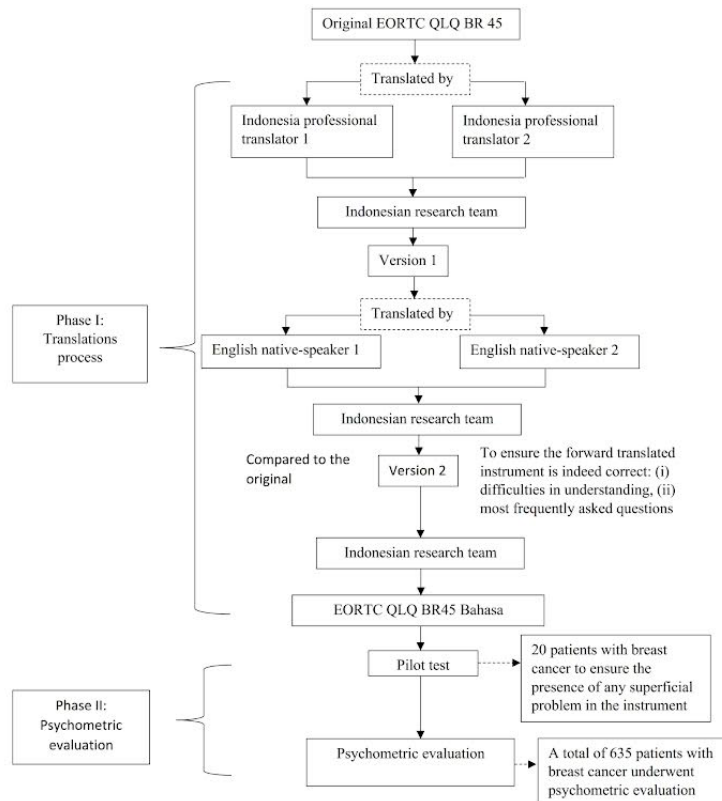 Original EORTC QLQ BR 45
Translated by
Indonesia professional
translator 1
Indonesia professional
translator 2
Indonesian research team
Version 1
Translated by
Phase I:
Translations
process
English native-speaker 1
English native-speaker 2
Indonesian research team
Compared to the
original
Version 2
To ensure the forward translated
instrument is indeed correct: (i)
difficulties in understanding, (ii)
most frequently asked questions
Indonesian research team
EORTC QLQ BR45 Bahasa
Pilot test
20 patients with breast
cancer to ensure the
presence of any superficial
problem in the instrument
Phase II:
Psychometric
evaluation
Psychometric evaluation
A total of 635 patients with
breast cancer underwent
psychometric evaluation